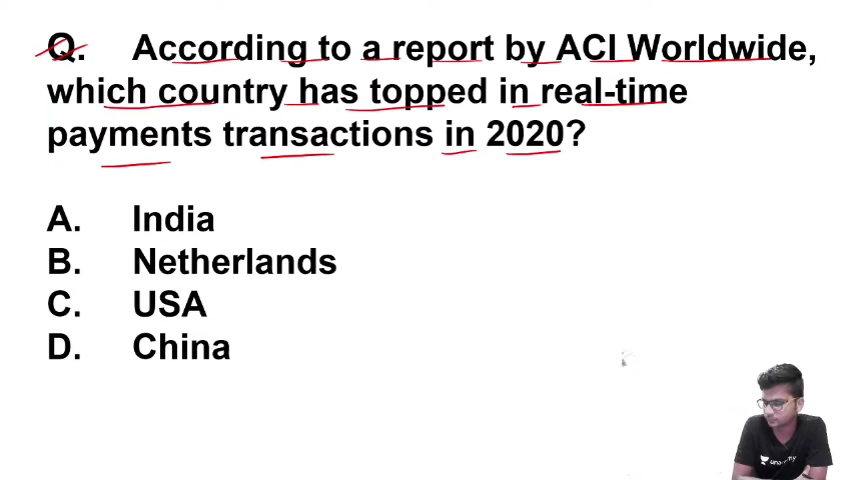 Q. According to a report by ACI Worldwide,
which country has topped in real-time
payments transactions in 2020?
A. India
B. Netherlands
C. USA
D. China
unacademy